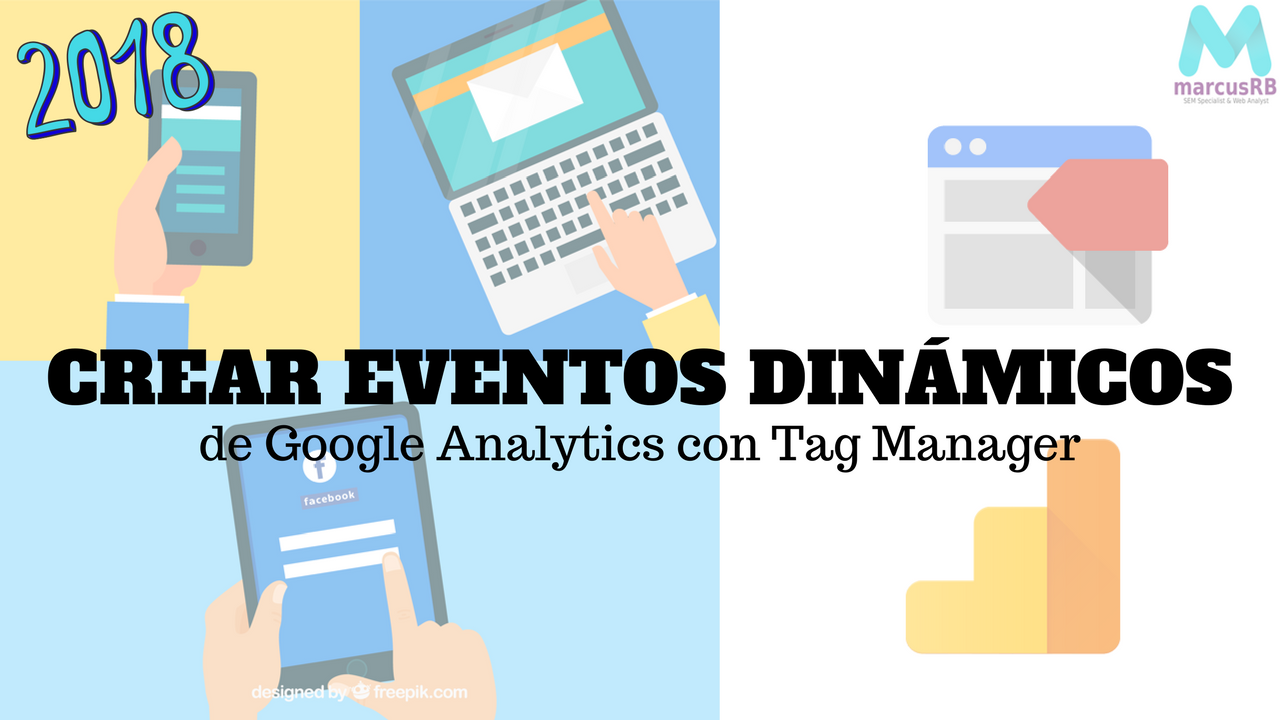 2018
marcusRB
SEM Specialist & Web Analyst
CREAR EVENTOS DINÁMICOS
de Google Analytics con Tag Manager
f
facebook
designed by freepik.com